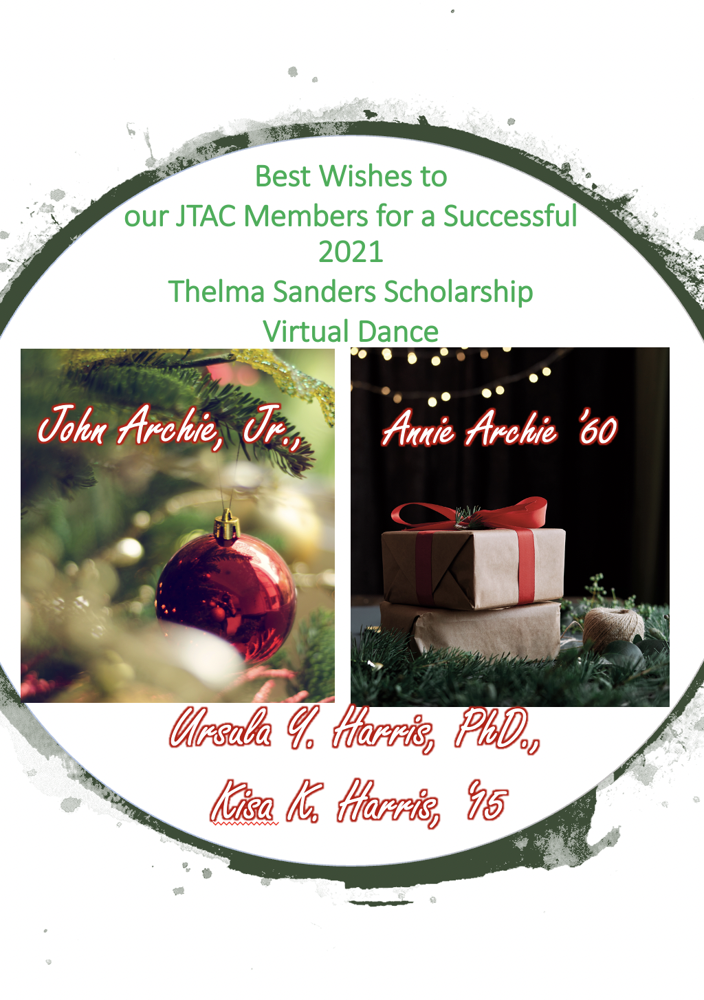 Best Wishes to
our JTAC Members for a Successful
2021
Thelma Sanders Scholarship
Virtual Dance
John Archie, Jr.,
Annie Archie ’60
Ursula Y. Harris, PhD.,
Kisa K. Harris, ‘15